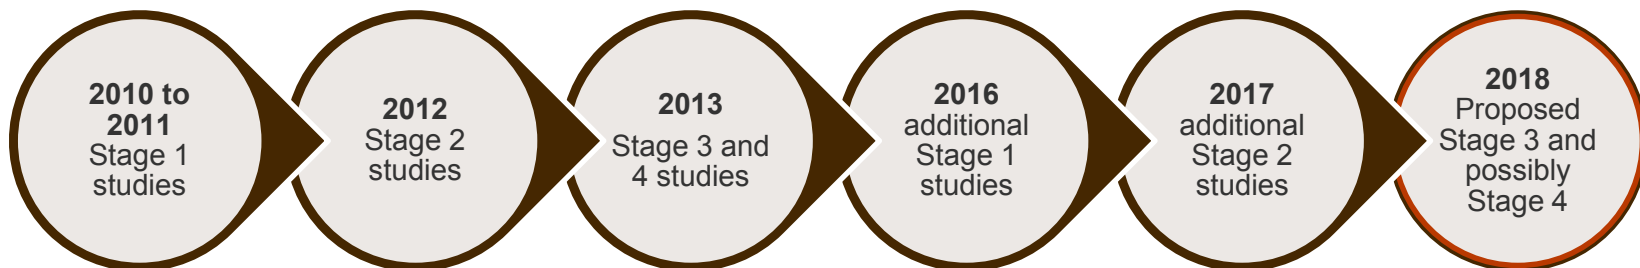 2010 to
2011
Stage 1
studies
2012
Stage 2
studies
2013
Stage 3 and
4 studies
2016
additional
Stage 1
studies
2017
additional
Stage 2
studies
2018
Proposed
Stage 3 and
possibly
Stage 4